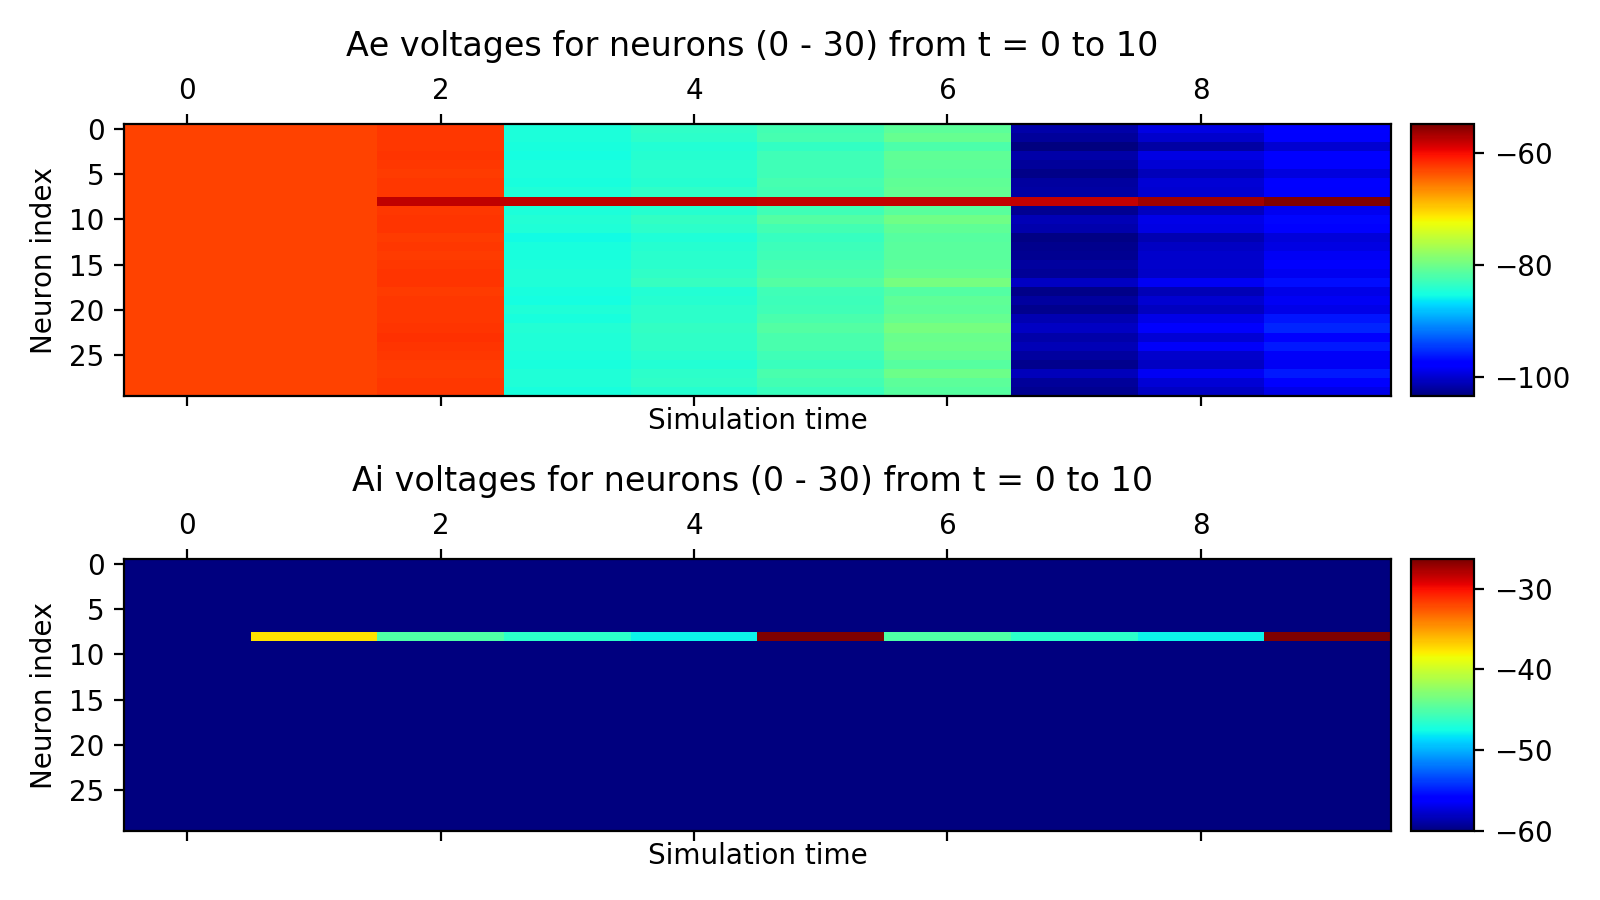 Ae voltages for neurons (0 - 30) from t = 0 to 10
0 2 4 6 8
Neuron index
0
5
10
15
20
25
−60
−80
−100
Simulation time
Ai voltages for neurons (0 - 30) from t = 0 to 10
0 2 4 6 8
Neuron index
0
5
10
15
20
25
−30
−40
−50
−60
Simulation time